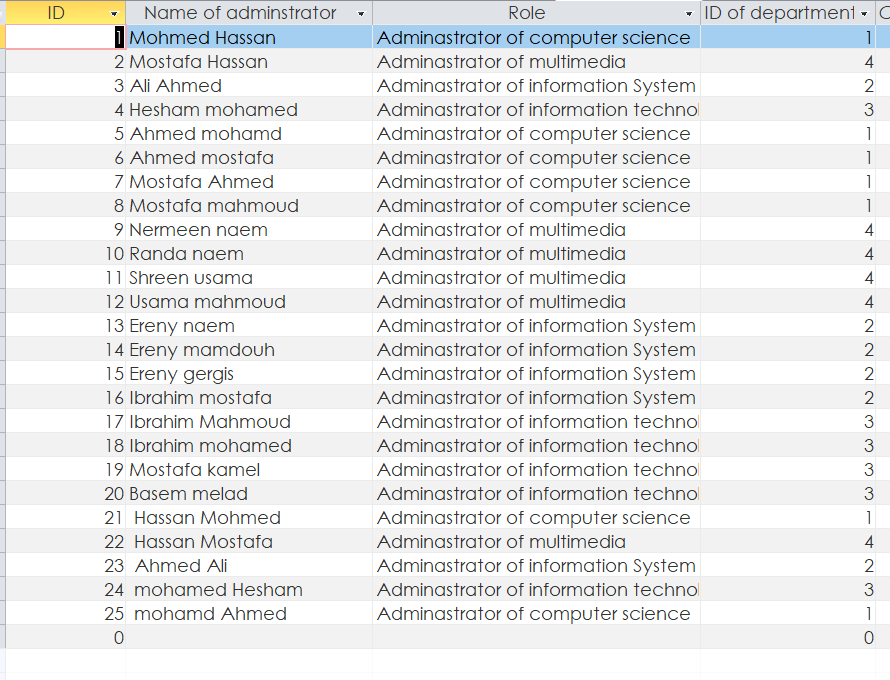 ID Name of adminstrator Role ID of department C
1 Mohmed Hassan Adminastrator of computer science 1
2 Mostafa Hassan Adminastrator of multimedia 4
3 Ali Ahmed Adminastrator of information System 2
4 Hesham mohamed Adminastrator of information technol 3
5 Ahmed mohamd Adminastrator of computer science 1
6 Ahmed mostafa Adminastrator of computer science 1
7 Mostafa Ahmed Adminastrator of computer science 1
8 Mostafa mahmoud Adminastrator of computer science 1
9 Nermeen naem Adminastrator of multimedia 4
10 Randa naem Adminastrator of multimedia 4
11 Shreen usama Adminastrator of multimedia 4
12 Usama mahmoud Adminastrator of multimedia 4
13 Ereny naem Adminastrator of information System 2
14 Ereny mamdouh Adminastrator of information System 2
15 Ereny gergis Adminastrator of information System 2
16 Ibrahim mostafa Adminastrator of information System 2
17 Ibrahim Mahmoud Adminastrator of information technol 3
18 Ibrahim mohamed Adminastrator of information technol 3
19 Mostafa kamel Adminastrator of information technol 3
20 Basem melad Adminastrator of information technol 3
21 Hassan Mohmed Adminastrator of computer science 1
22 Hassan Mostafa Adminastrator of multimedia 4
23 Ahmed Ali Adminastrator of information System 2
24 mohamed Hesham Adminastrator of information technol 3
25 mohamd Ahmed Adminastrator of computer science 1
0 0